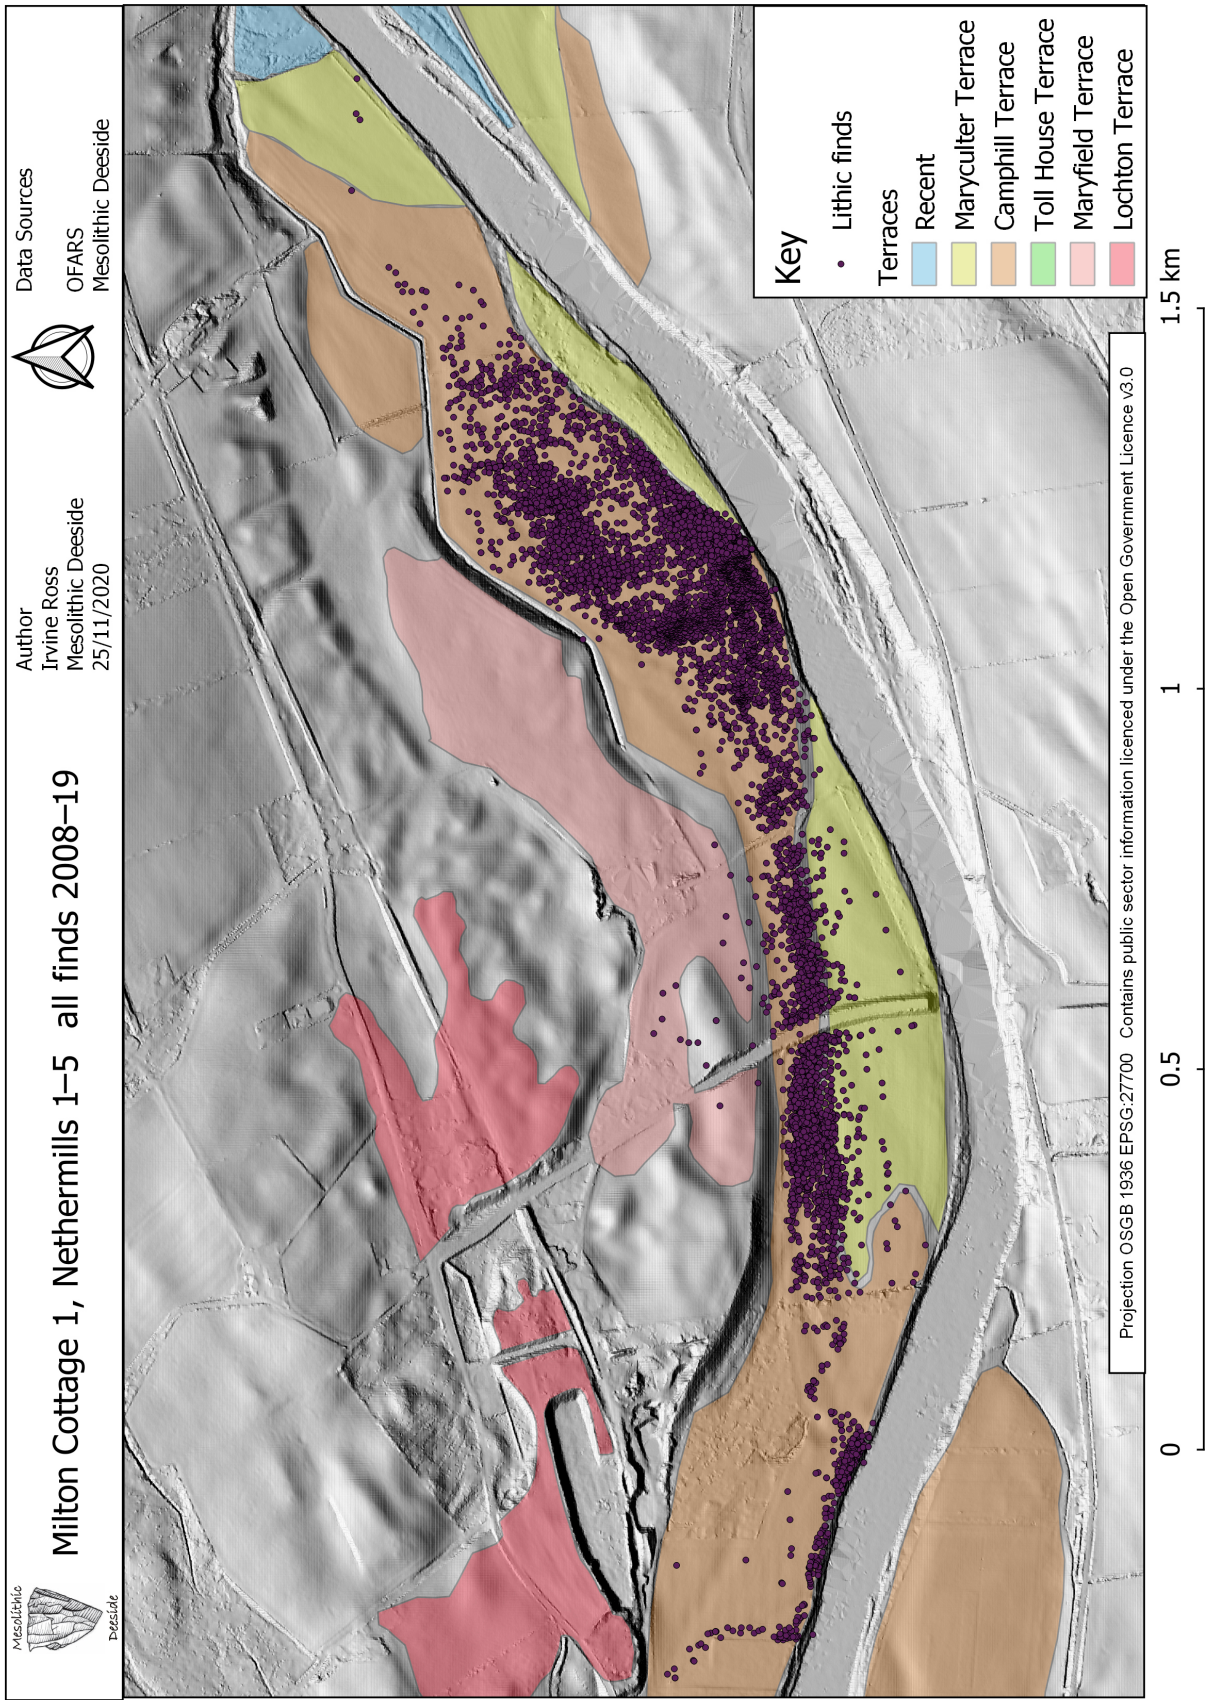 Mesolithic
Deeside
Milton Cottage 1, Nethermills 1–5 all finds 2008–19
Author
Irvine Ross
Mesolithic Deeside
25/11/2020
Data Sources
OFARS
Mesolithic Deeside
Key
Lithic finds
Terraces
Recent
Maryculter Terrace
Camphill Terrace
Toll House Terrace
Maryfield Terrace
Lochton Terrace
Projection OSGB 1936 EPSG:27700 Contains public sector information licenced under the Open Government Licence v3.0
0 0.5 1 1.5 km